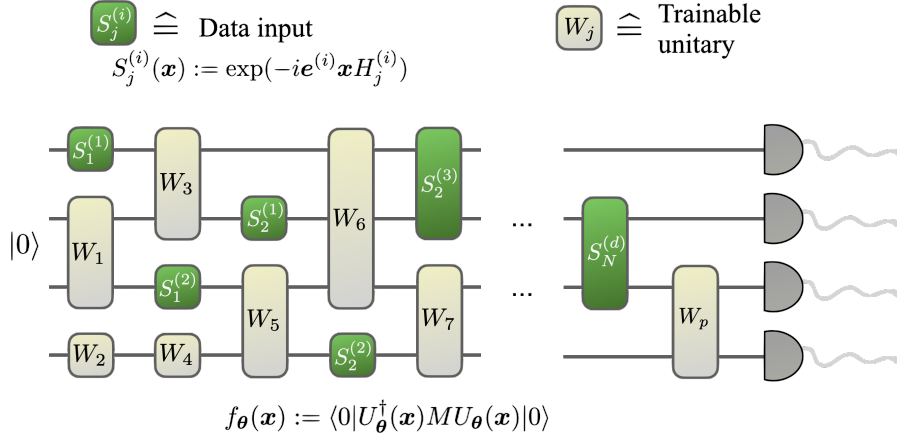 S_j^{(i)} ≙ Data input
W_j ≙ Trainable unitary
S_j^{(i)}(𝒙) := exp(−i𝒆^{(i)}𝒙H_j^{(i)})
S_1^{(1)} W_3 W_6 S_2^{(3)}
|0⟩ W_1 S_2^{(1)} ... S_N^{(d)}
S_1^{(2)} W_5 W_7 ... W_p
W_2 W_4 S_2^{(2)}
f_𝜽(𝒙) := ⟨0|U_𝜽^†(𝒙)MU_𝜽(𝒙)|0⟩